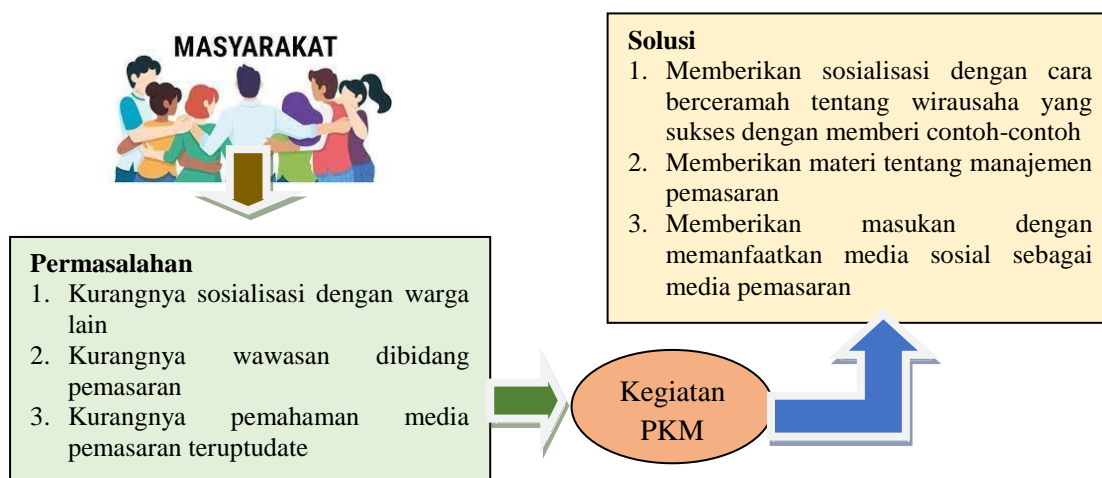 MASYARAKAT
Permasalahan
1. Kurangnya sosialisasi dengan warga
lain
2. Kurangnya wawasan dibidang
pemasaran
3. Kurangnya pemahaman media
pemasaran teruptudate
Kegiatan
PKM
Solusi
1. Memberikan sosialisasi dengan cara
berceramah tentang wirausaha yang
sukses dengan memberi contoh-contoh
2. Memberikan materi tentang manajemen
pemasaran
3. Memberikan masukan dengan
memanfaatkan media sosial sebagai
media pemasaran